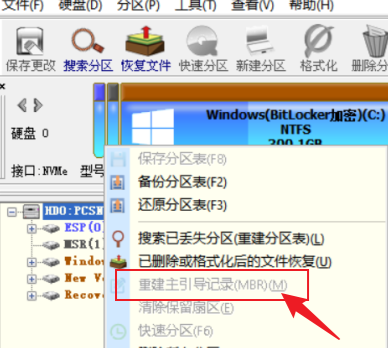 文件(F) 硬盘(D) 分区(P) 工具(T) 查看(V) 帮助(H)
保存更改 搜索分区 恢复文件 快速分区 新建分区 格式化 删除分
硬盘 0
Windows(BitLocker加密)(C:)
NTFS
300.1GB
接口:NVMe 型号
HD0:PCSN
ESP(0
MSR(1
Windo
New V
Recov
保存分区表(F8)
备份分区表(F2)
还原分区表(F3)
搜索已丢失分区(重建分区表)(L)
已删除或格式化后的文件恢复(U)
重建主引导记录(MBR)(M)
清除保留扇区(E)
快速分区(F6)